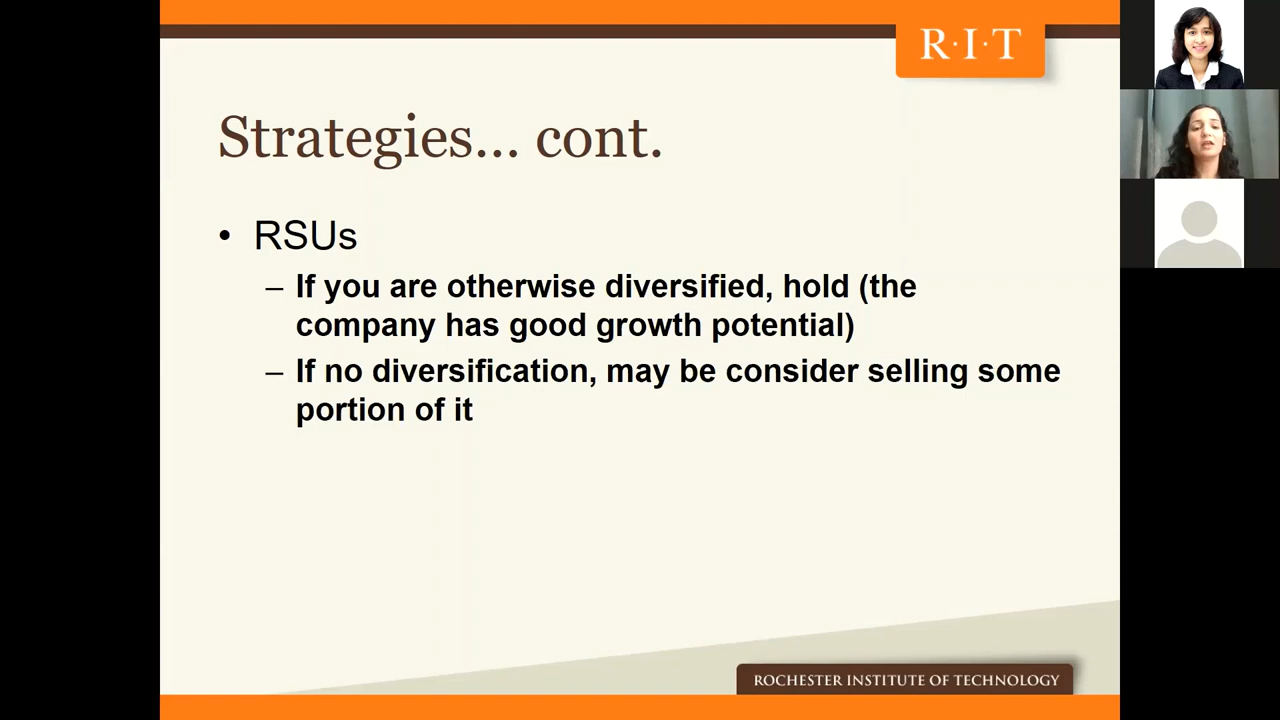 R·I·T
Strategies... cont.
• RSUs
– If you are otherwise diversified, hold (the
company has good growth potential)
– If no diversification, may be consider selling some
portion of it
ROCHESTER INSTITUTE OF TECHNOLOGY